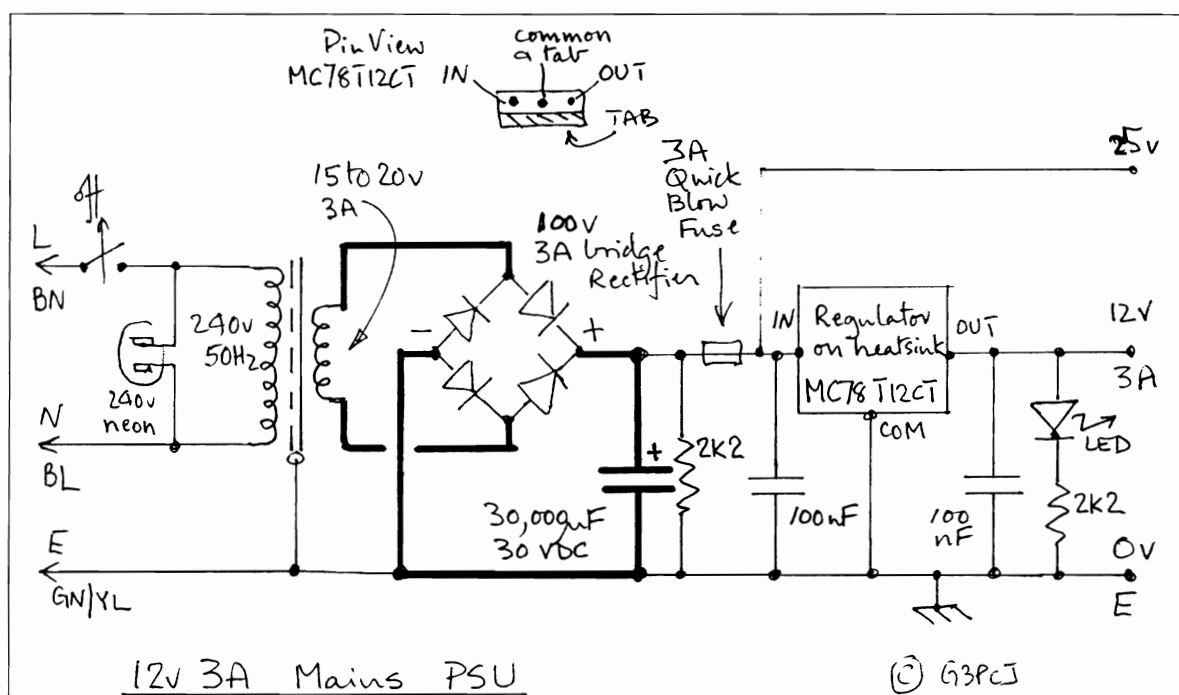 Pin View
MC78T12CT
IN
common
@ tab
OUT
TAB
off
L
BN
240v
50Hz
240v
neon
N
BL
E
GN/YL
15 to 20v
3A
100v
3A bridge
Rectifier
-
+
3A
Quick
Blow
Fuse
25v
IN
Regulator
on heatsink
MC78T12CT
OUT
COM
12v
3A
+
2K2
30,000uF
30 VDC
100nF
100
nF
LED
2K2
0v
E
12v 3A Mains PSU
© G3PCJ